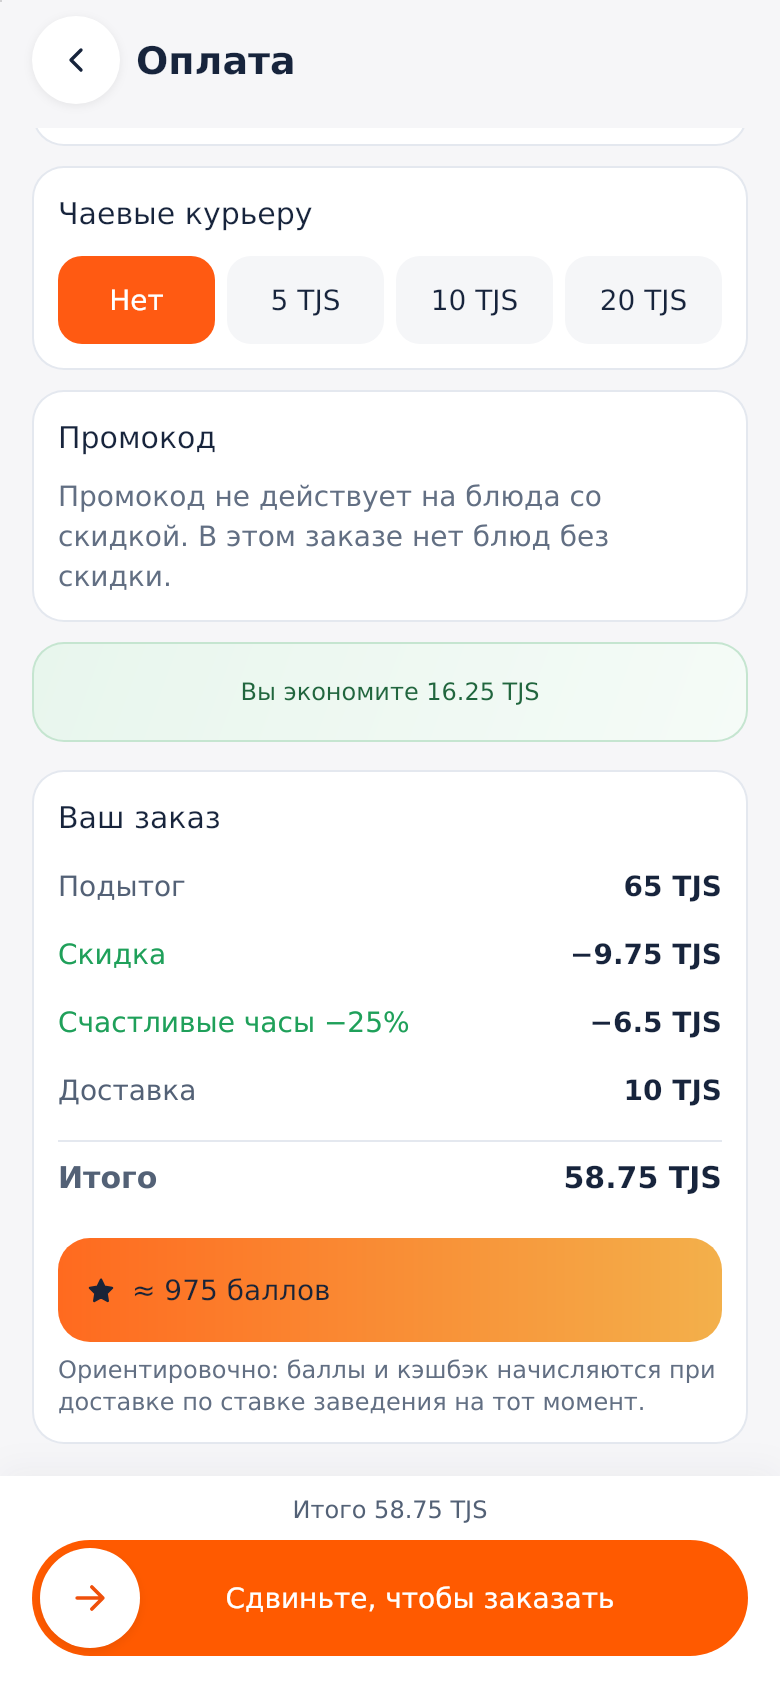 Оплата
Чаевые курьеру
Нет
5 TJS
10 TJS
20 TJS
Промокод
Промокод не действует на блюда со
скидкой. В этом заказе нет блюд без
скидки.
Вы экономите 16.25 TJS
Ваш заказ
Подытог 65 TJS
Скидка −9.75 TJS
Счастливые часы −25% −6.5 TJS
Доставка 10 TJS
Итого 58.75 TJS
≈ 975 баллов
Ориентировочно: баллы и кэшбэк начисляются при
доставке по ставке заведения на тот момент.
Итого 58.75 TJS
Сдвиньте, чтобы заказать